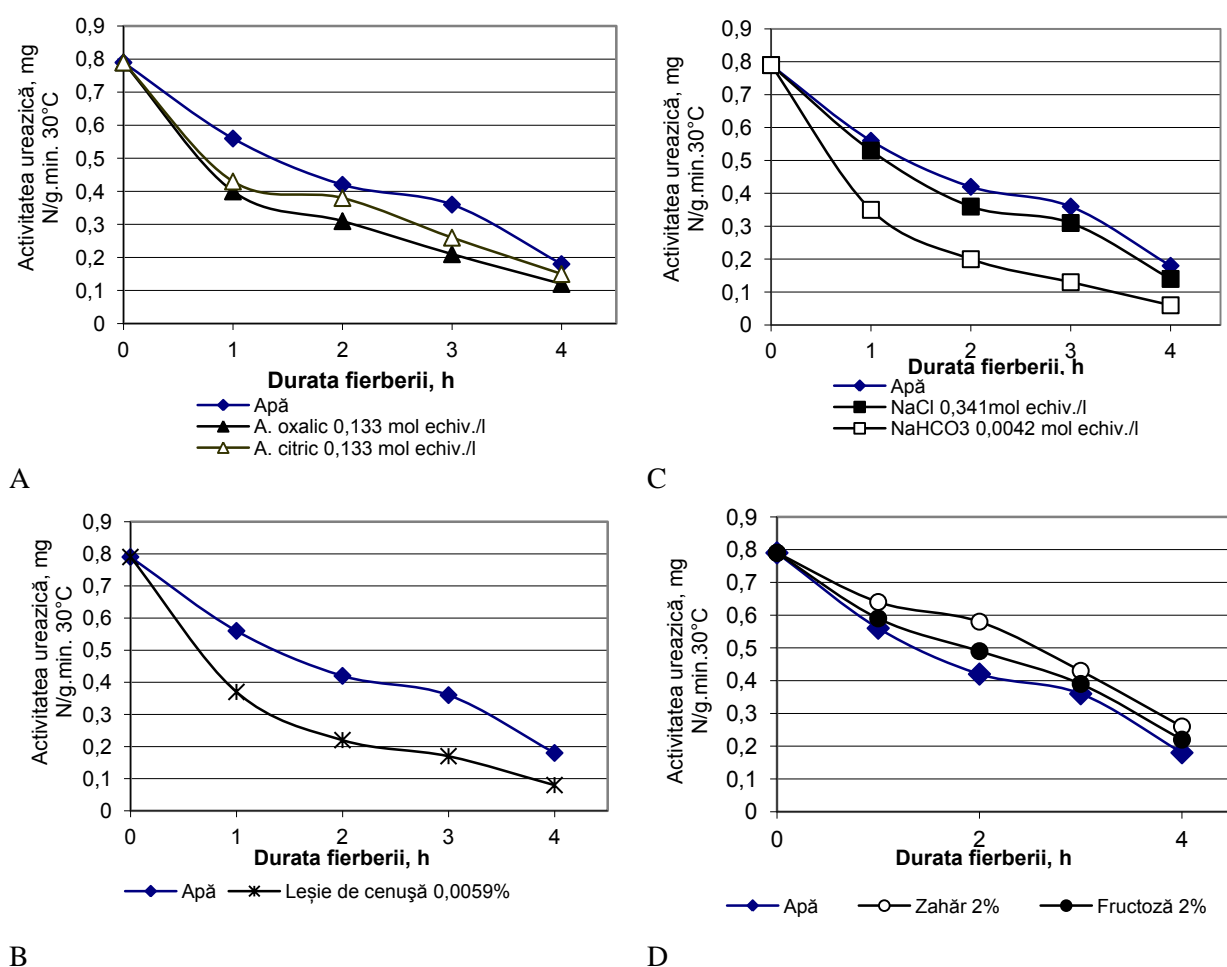 Activitatea ureazică, mg
N/g.min. 30°C
0,9
0,8
0,7
0,6
0,5
0,4
0,3
0,2
0,1
0
0 1 2 3 4
Durata fierberii, h
Apă
A. oxalic 0,133 mol echiv./l
A. citric 0,133 mol echiv./l
A
Activitatea ureazică, mg
N/g.min.30°C
0,9
0,8
0,7
0,6
0,5
0,4
0,3
0,2
0,1
0
0 1 2 3 4
Durata fierberii, h
Apă
NaCl 0,341mol echiv./l
NaHCO3 0,0042 mol echiv./l
C
Activitatea ureazică, mg
N/g.min. 30°C
0,9
0,8
0,7
0,6
0,5
0,4
0,3
0,2
0,1
0
0 1 2 3 4
Durata fierberii, h
Apă Leșie de cenușă 0,0059%
B
Activitatea ureazică, mg
N/g.min.30°C
0,9
0,8
0,7
0,6
0,5
0,4
0,3
0,2
0,1
0
0 2 4
Durata fierberii, h
Apă Zahăr 2% Fructoză 2%
D